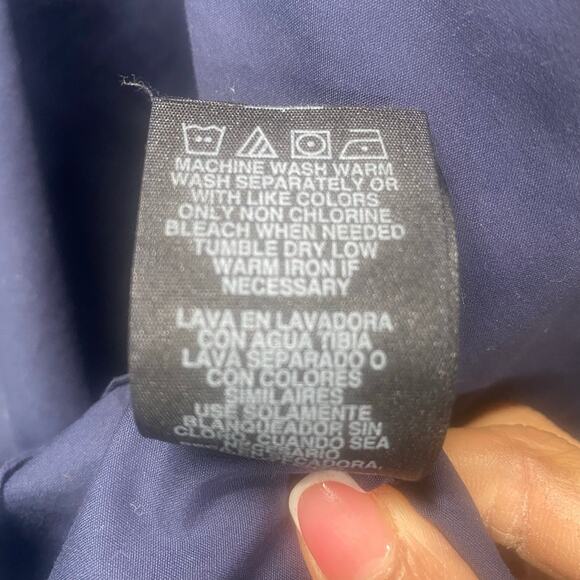 MACHINE WASH WARM
WASH SEPARATELY OR
WITH LIKE COLORS
ONLY NON CHLORINE
BLEACH WHEN NEEDED
TUMBLE DRY LOW
WARM IRON IF
NECESSARY
LAVA EN LAVADORA
CON AGUA TIBIA
LAVA SEPARADO O
CON COLORES
SIMILAIRES
USE SOLAMENTE
BLANQUEADOR SIN
CLORO, CUANDO SEA